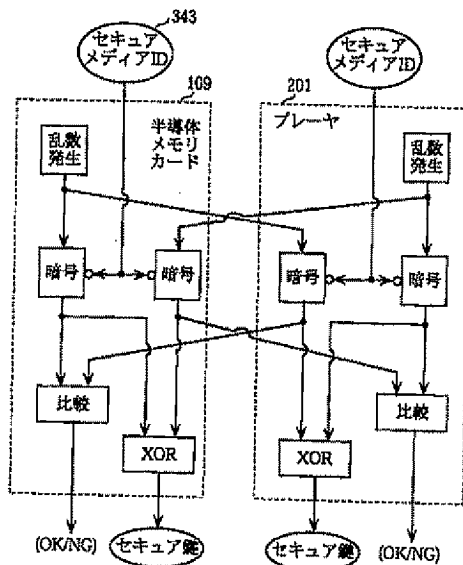 343
セキュア
メディアID
セキュア
メディアID
109
201
半導体
メモリ
カード
プレーヤ
乱数
発生
乱数
発生
暗号
暗号
暗号
暗号
比較
比較
XOR
XOR
(OK/NG)
セキュア鍵
セキュア鍵
(OK/NG)